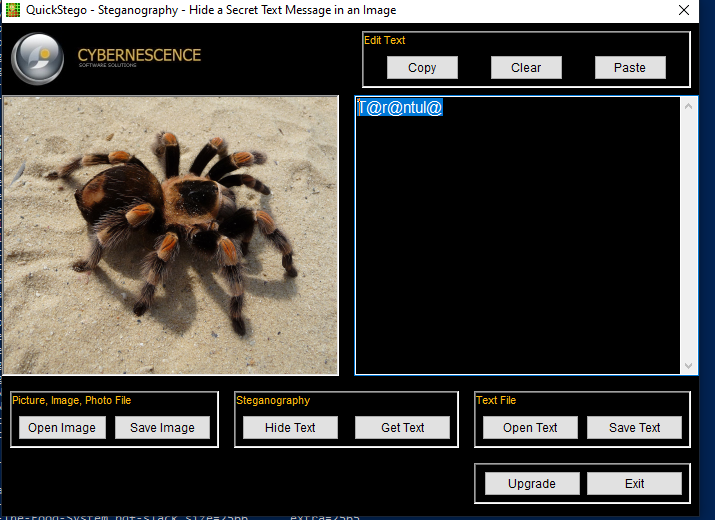 QuickStego - Steganography - Hide a Secret Text Message in an Image
CYBERNESCENCE
SOFTWARE SOLUTIONS
Edit Text
Copy
Clear
Paste
T@r@ntul@
Picture, Image, Photo File
Open Image
Save Image
Steganography
Hide Text
Get Text
Text File
Open Text
Save Text
Upgrade
Exit